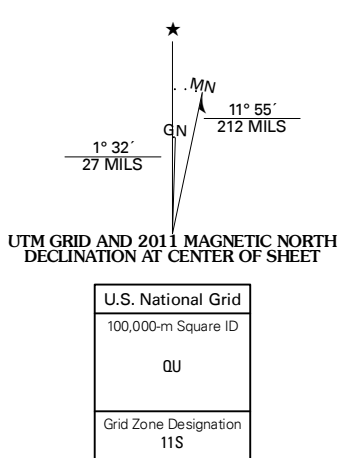 ★
MN
11° 55´
212 MILS
GN
1° 32´
27 MILS
UTM GRID AND 2011 MAGNETIC NORTH
DECLINATION AT CENTER OF SHEET
U.S. National Grid
100,000-m Square ID
QU
Grid Zone Designation
11S